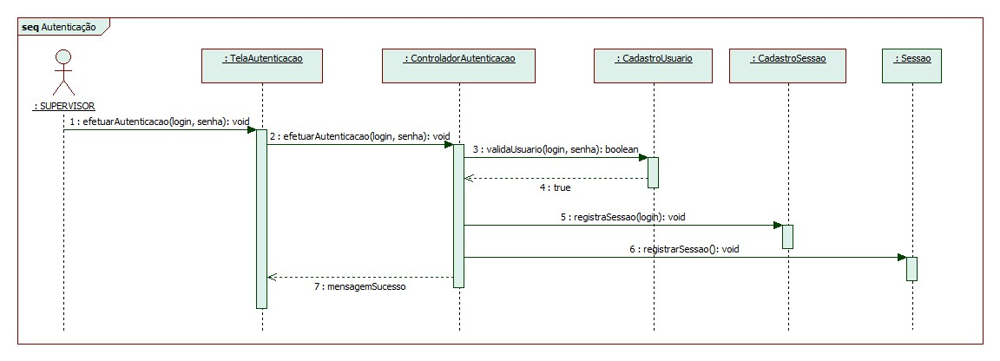 seq Autenticação
: TelaAutenticacao
: ControladorAutenticacao
: CadastroUsuario
: CadastroSessao
: Sessao
: SUPERVISOR
1 : efetuarAutenticacao(login, senha): void
2 : efetuarAutenticacao(login, senha): void
3 : validaUsuario(login, senha): boolean
4 : true
5 : registraSessao(login): void
6 : registrarSessao(): void
7 : mensagemSucesso